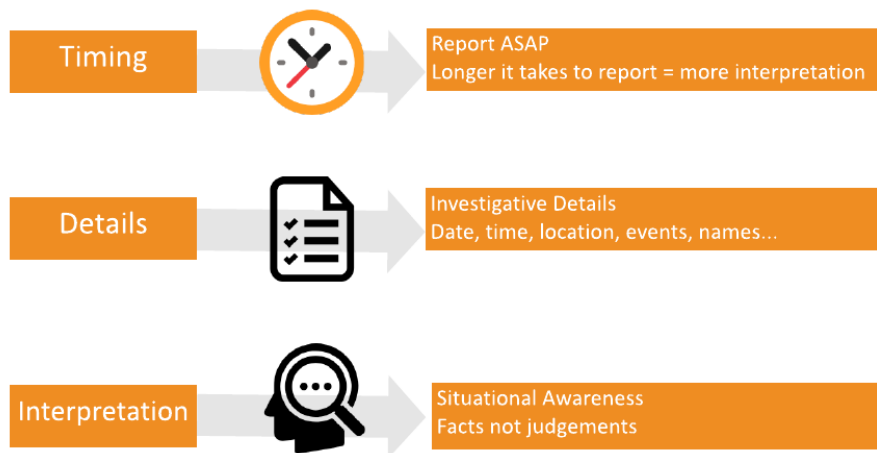 Timing
Report ASAP
Longer it takes to report = more interpretation
Details
Investigative Details
Date, time, location, events, names...
Interpretation
Situational Awareness
Facts not judgements